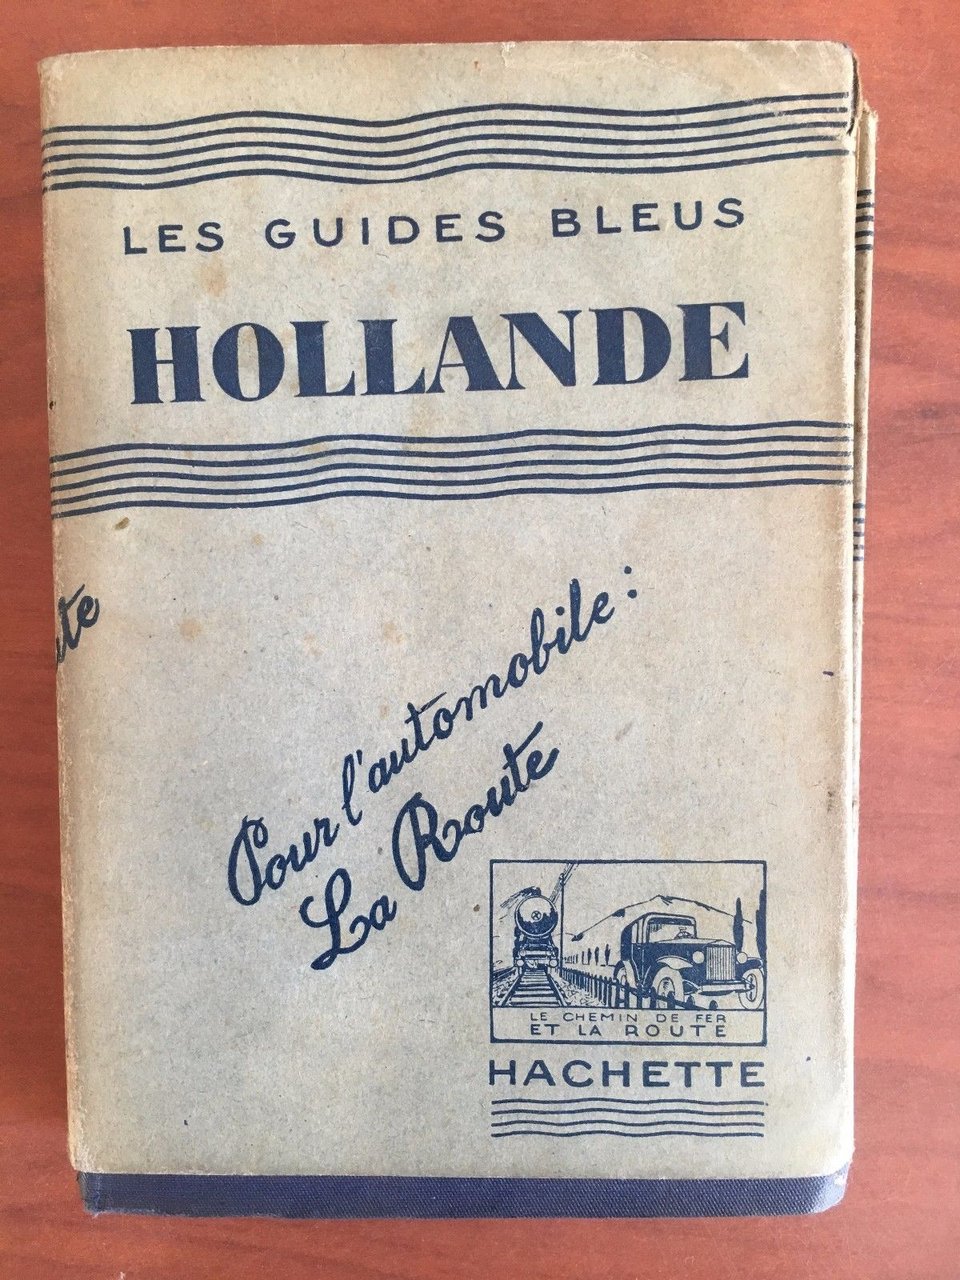 LES GUIDES BLEUS
HOLLANDE
Pour l'automobile :
La Route
LE CHEMIN DE FER
ET LA ROUTE
HACHETTE